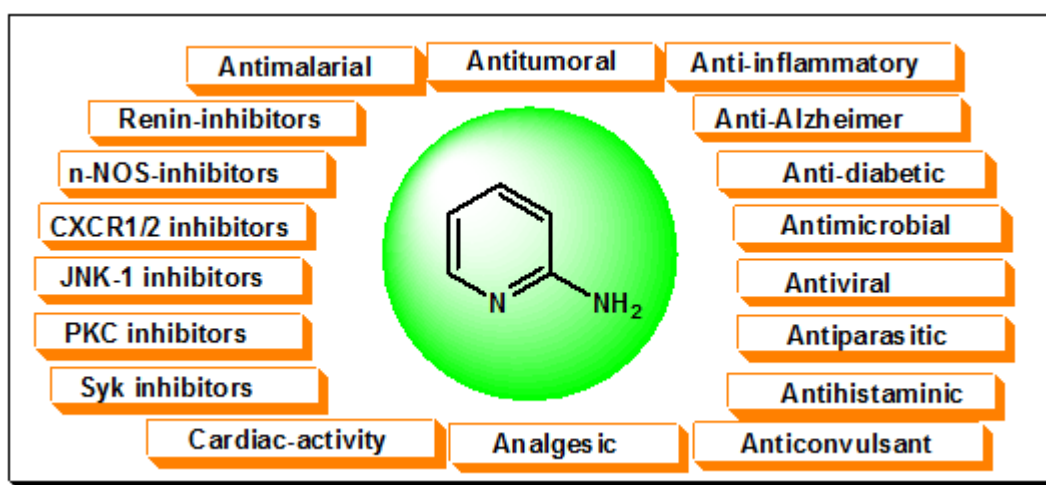 Antimalarial
Antitumoral
Anti-inflammatory
Renin-inhibitors
Anti-Alzheimer
n-NOS-inhibitors
Anti-diabetic
CXCR1/2 inhibitors
Antimicrobial
JNK-1 inhibitors
Antiviral
N
NH2
PKC inhibitors
Antiparasitic
Syk inhibitors
Antihistaminic
Cardiac-activity
Analgesic
Anticonvulsant